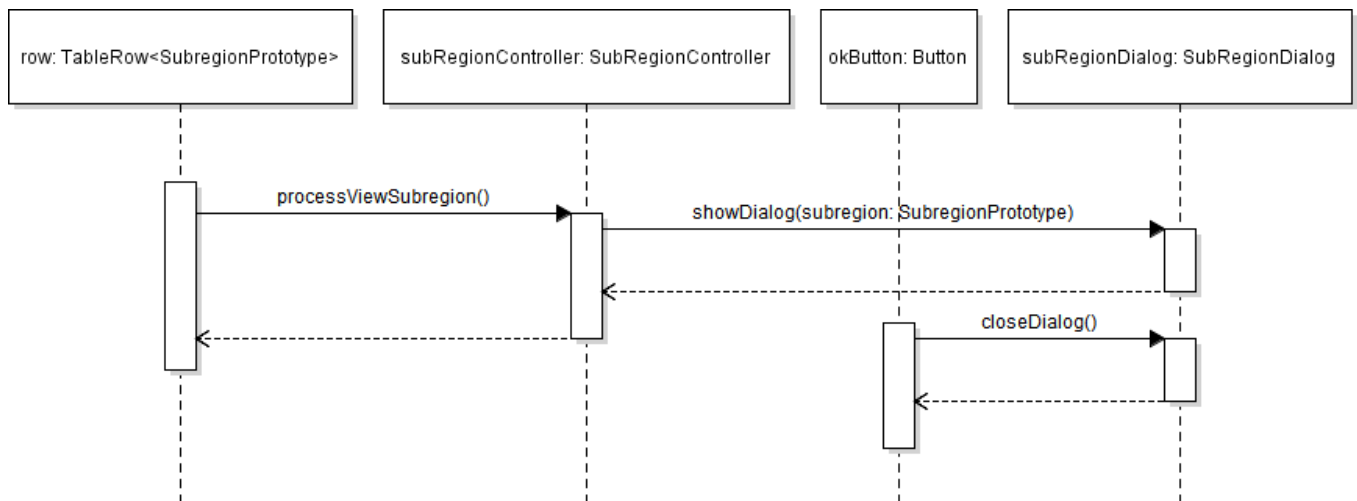 row: TableRow<SubregionPrototype>
subRegionController: SubRegionController
okButton: Button
subRegionDialog: SubRegionDialog
processViewSubregion()
showDialog(subregion: SubregionPrototype)
closeDialog()